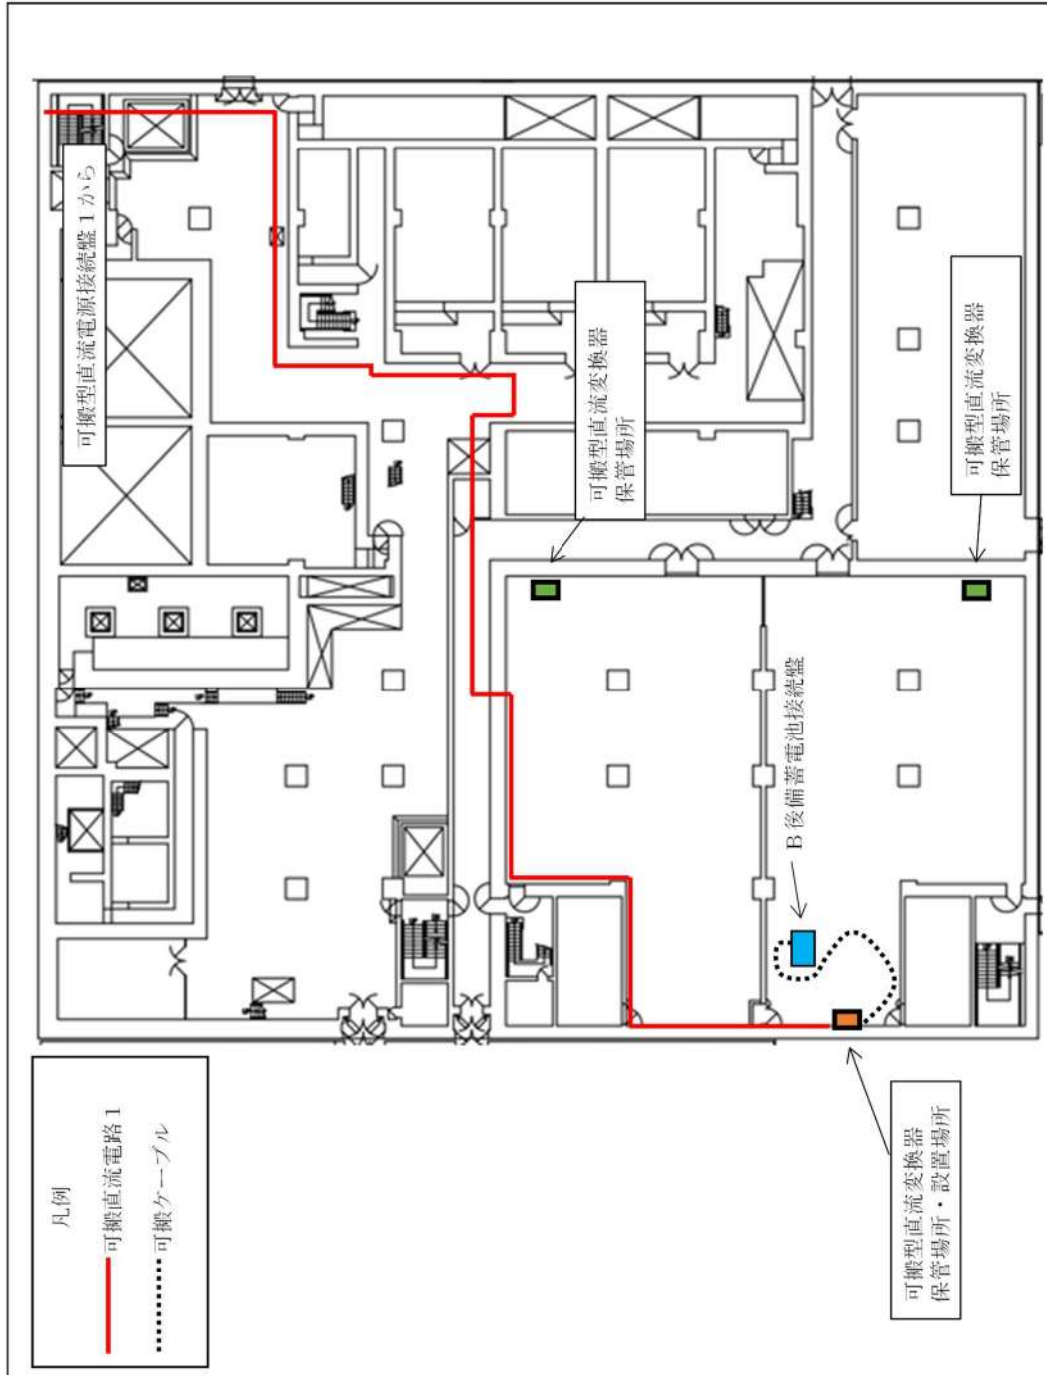 可搬型直流電源接続盤1から
可搬型直流変換器
保管場所
可搬型直流変換器
保管場所
B後備蓄電池接続盤
可搬型直流変換器
保管場所・設置場所
凡例
可搬直流電路1
可搬ケーブル